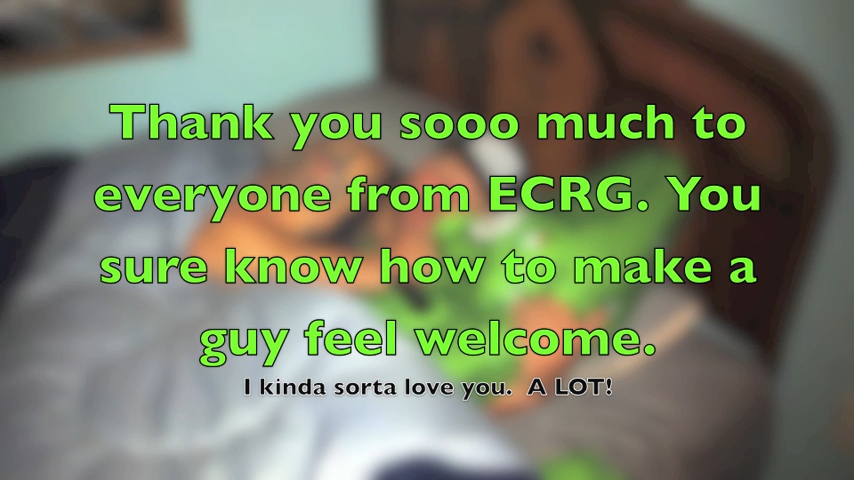 Thank you sooo much to
everyone from ECRG. You
sure know how to make a
guy feel welcome.
I kinda sorta love you.  A LOT!